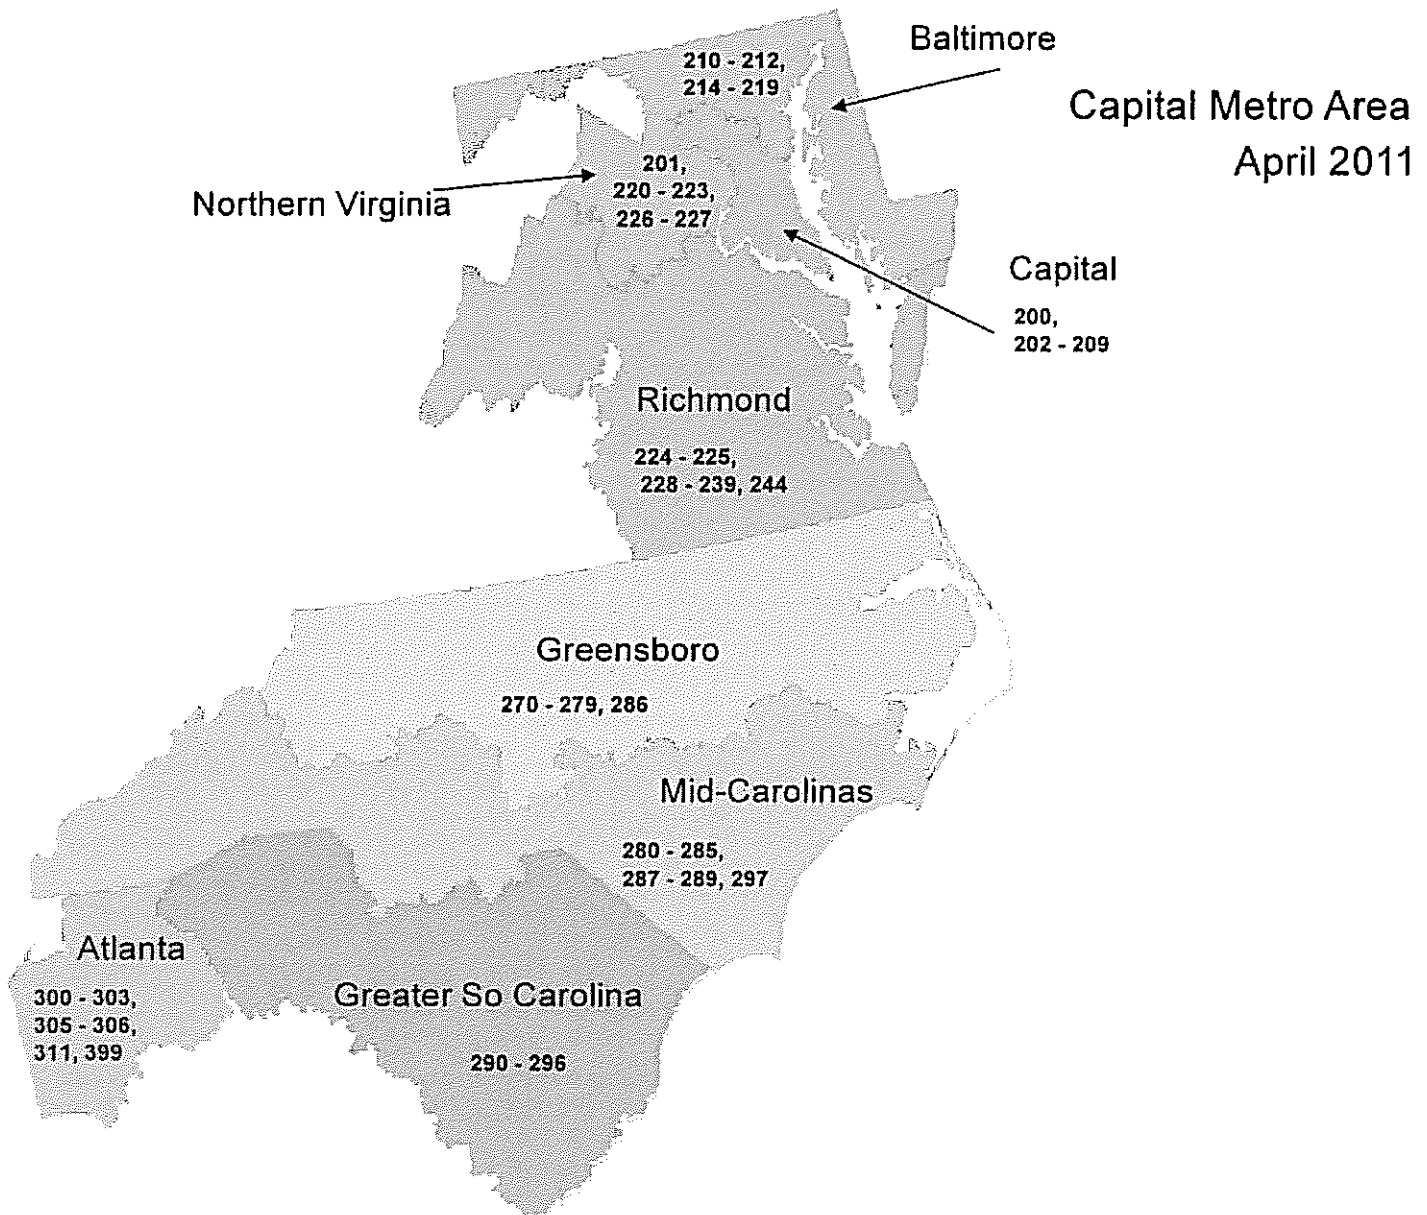 Baltimore
210 - 212,
214 - 219
Capital Metro Area
April 2011
201,
220 - 223,
226 - 227
Northern Virginia
Capital
200,
202 - 209
Richmond
224 - 225,
228 - 239, 244
Greensboro
270 - 279, 286
Mid-Carolinas
280 - 285,
287 - 289, 297
Atlanta
300 - 303,
305 - 306,
311, 399
Greater So Carolina
290 - 296